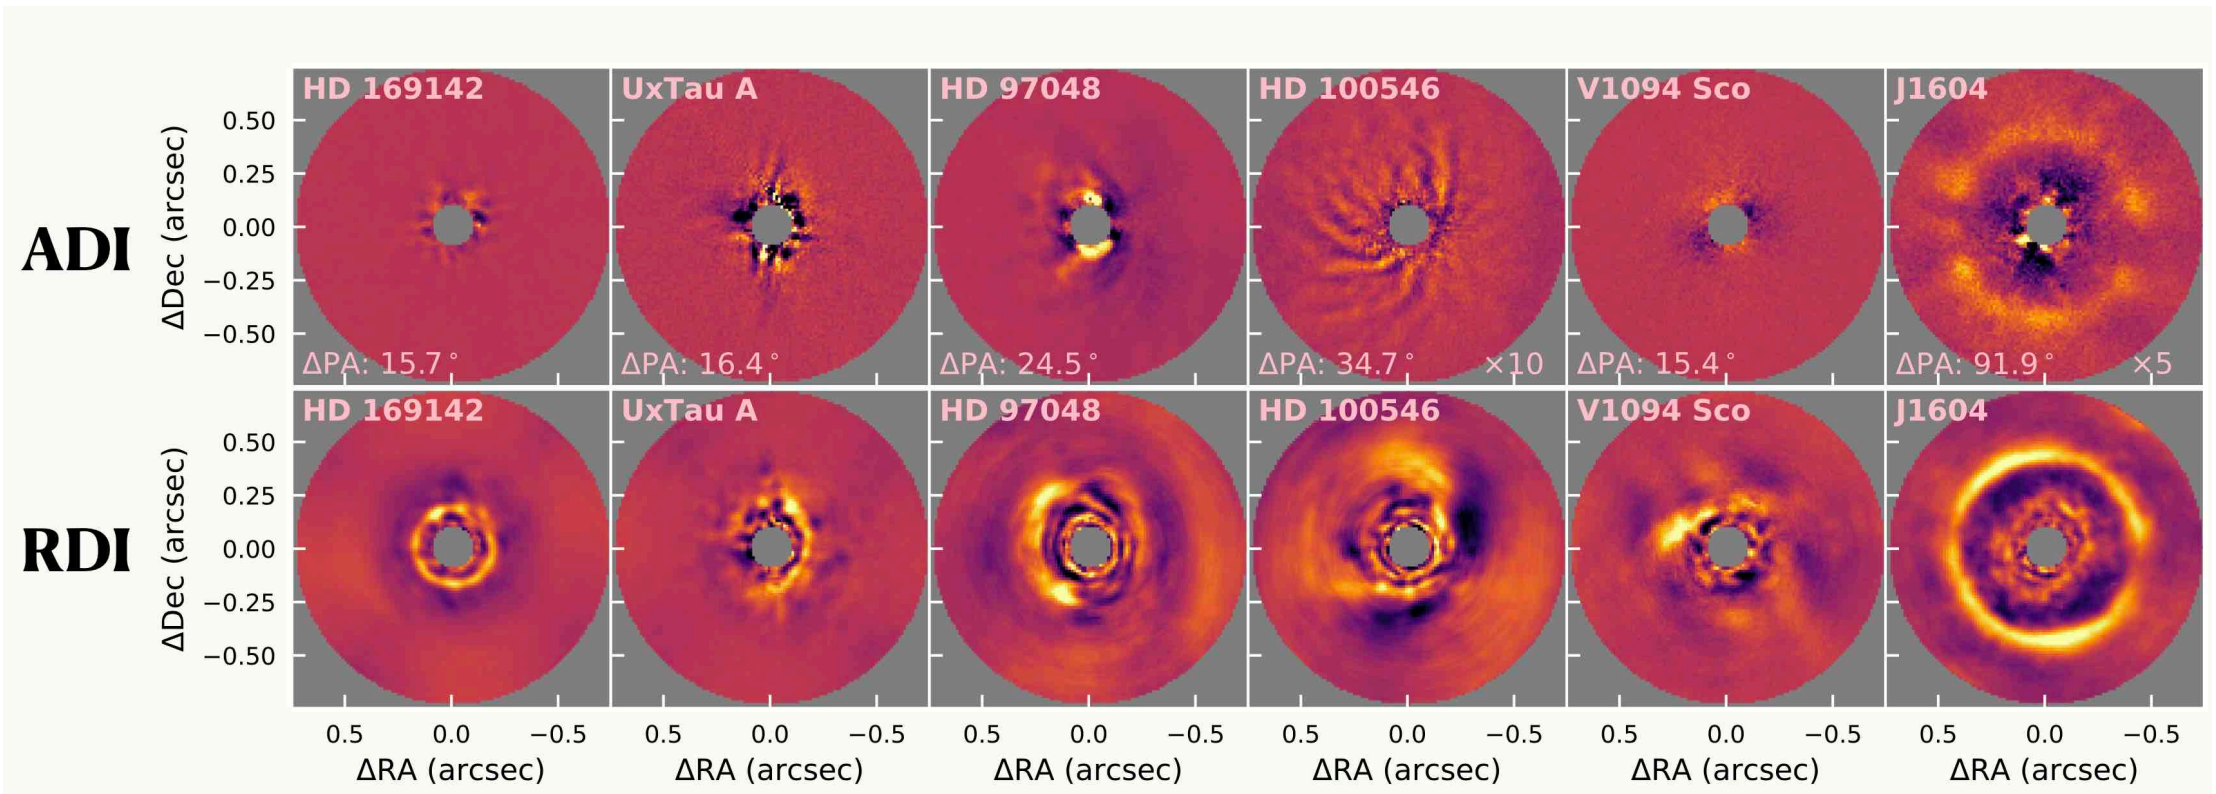 HD 169142 UxTau A HD 97048 HD 100546 V1094 Sco J1604
ADI
ΔDec (arcsec)
0.50
0.25
0.00
−0.25
−0.50
ΔPA: 15.7° ΔPA: 16.4° ΔPA: 24.5° ΔPA: 34.7° ×10 ΔPA: 15.4° ΔPA: 91.9° ×5
HD 169142 UxTau A HD 97048 HD 100546 V1094 Sco J1604
RDI
ΔDec (arcsec)
0.50
0.25
0.00
−0.25
−0.50
0.5 0.0 −0.5 0.5 0.0 −0.5 0.5 0.0 −0.5 0.5 0.0 −0.5 0.5 0.0 −0.5 0.5 0.0 −0.5
ΔRA (arcsec) ΔRA (arcsec) ΔRA (arcsec) ΔRA (arcsec) ΔRA (arcsec) ΔRA (arcsec)